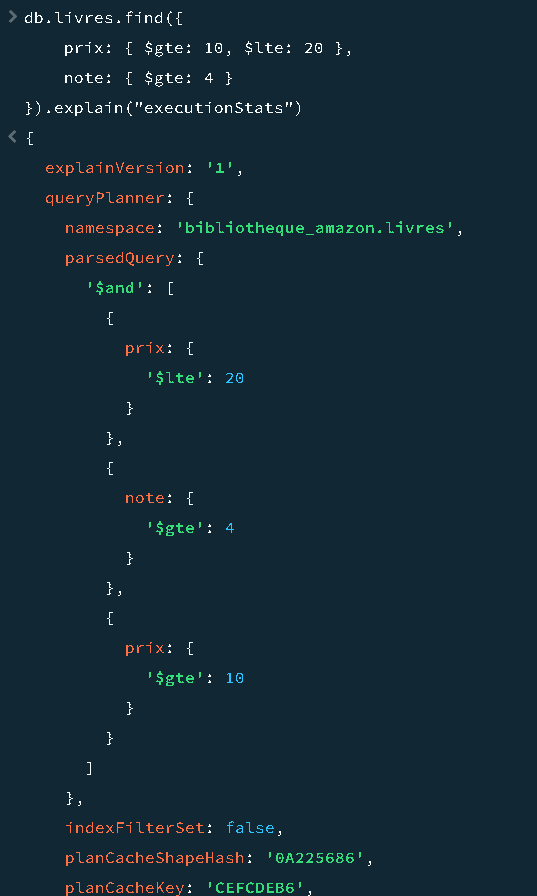 db.livres.find({
prix: { $gte: 10, $lte: 20 },
note: { $gte: 4 }
}).explain("executionStats")
{
explainVersion: '1',
queryPlanner: {
namespace: 'bibliotheque_amazon.livres',
parsedQuery: {
'$and': [
{
prix: {
'$lte': 20
}
},
{
note: {
'$gte': 4
}
},
{
prix: {
'$gte': 10
}
}
]
},
indexFilterSet: false,
planCacheShapeHash: '0A225686',
planCacheKey: 'CEFCDEB6',